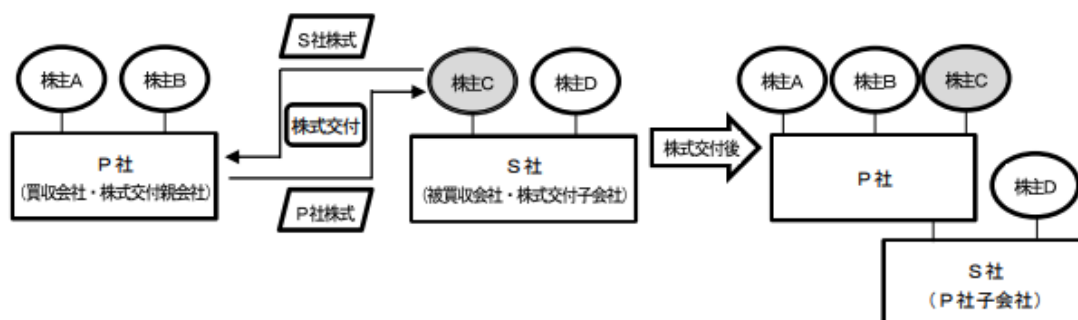 S社株式
株主A
株主B
株式交付
P社
(買収会社・株式交付親会社)
P社株式
株主C
株主D
S社
(被買収会社・株式交付子会社)
株式交付後
株主A
株主B
株主C
P社
株主D
S社
(P社子会社)